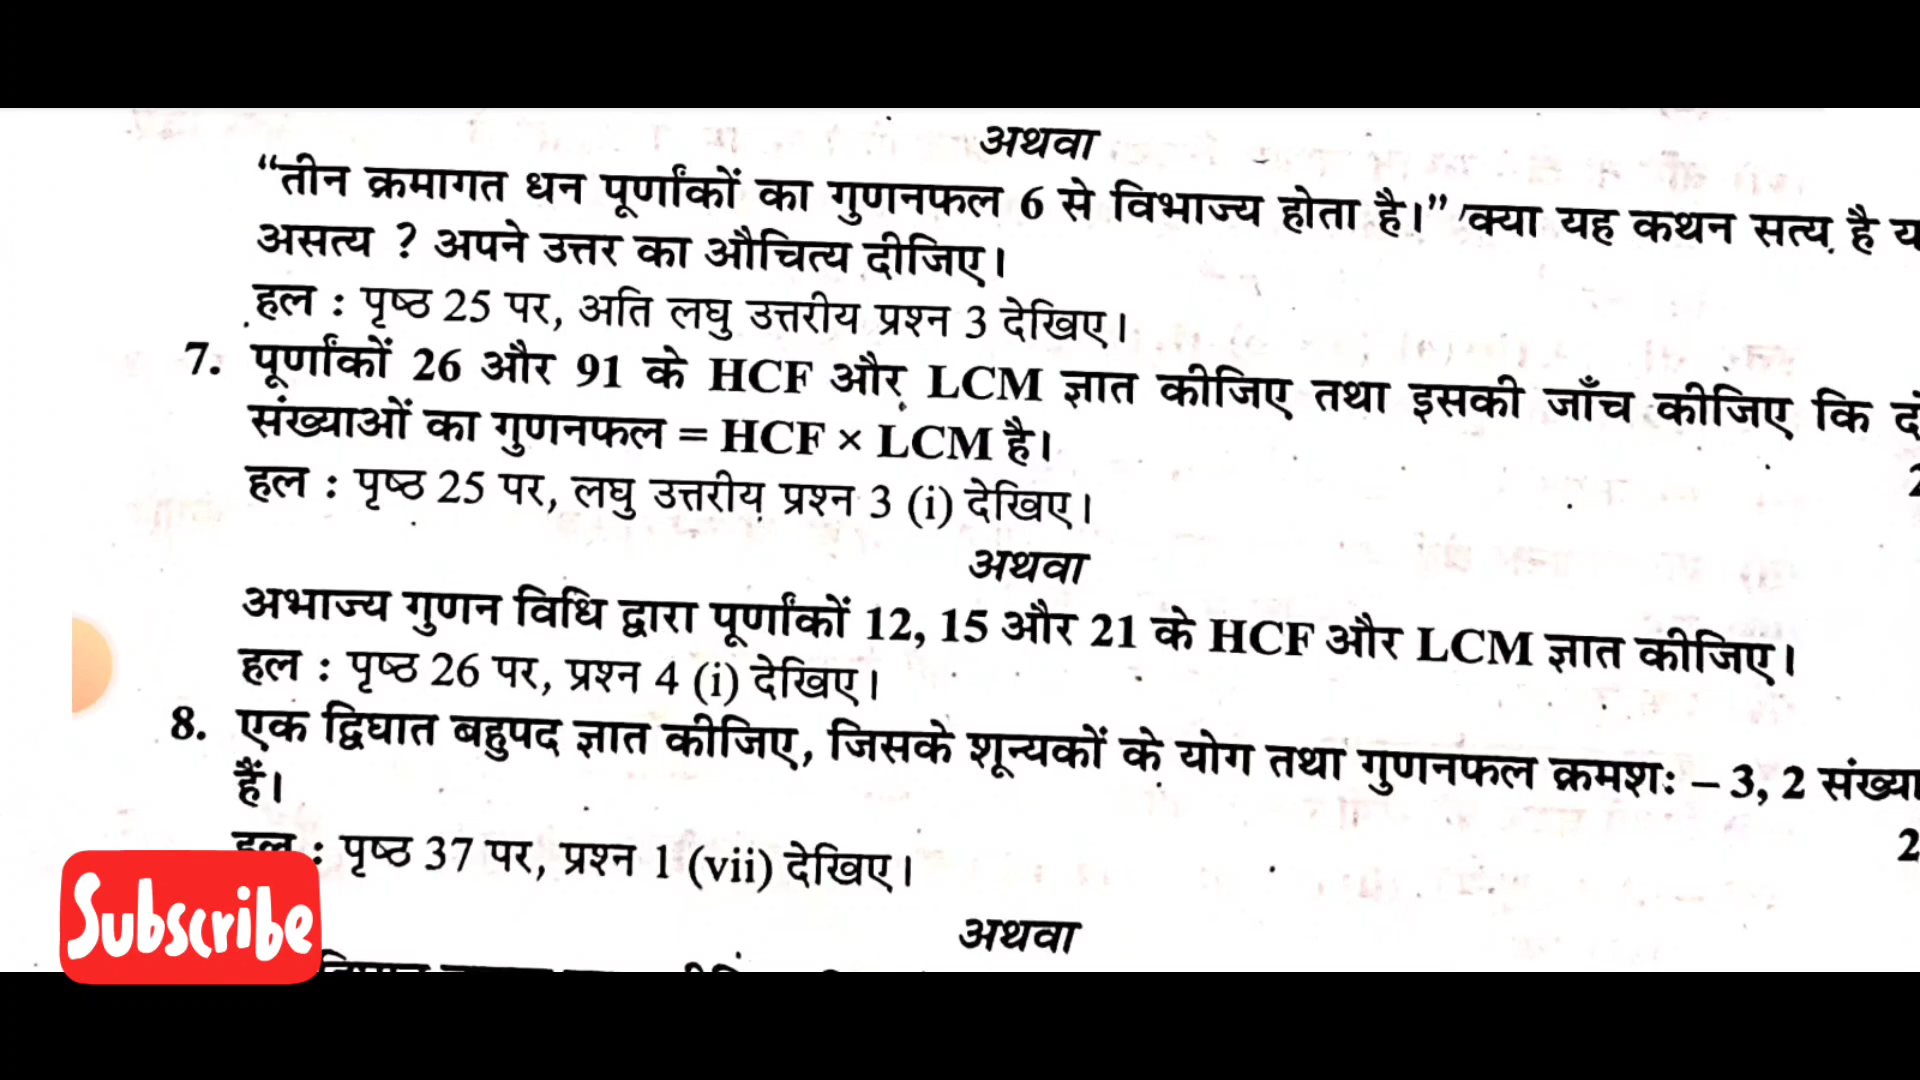 अथवा
“तीन क्रमागत धन पूर्णांकों का गुणनफल 6 से विभाज्य होता है।” क्या यह कथन सत्य है
असत्य ? अपने उत्तर का औचित्य दीजिए।
हल : पृष्ठ 25 पर, अति लघु उत्तरीय प्रश्न 3 देखिए।
7. पूर्णांकों 26 और 91 के HCF और LCM ज्ञात कीजिए तथा इसकी जाँच कीजिए कि
संख्याओं का गुणनफल = HCF × LCM है।
हल : पृष्ठ 25 पर, लघु उत्तरीय प्रश्न 3 (i) देखिए।
अथवा
अभाज्य गुणन विधि द्वारा पूर्णांकों 12, 15 और 21 के HCF और LCM ज्ञात कीजिए।
हल : पृष्ठ 26 पर, प्रश्न 4 (i) देखिए।
8. एक द्विघात बहुपद ज्ञात कीजिए, जिसके शून्यकों के योग तथा गुणनफल क्रमशः – 3, 2 संख्या
हैं।
2
हल : पृष्ठ 37 पर, प्रश्न 1 (vii) देखिए।
Subscribe
अथवा